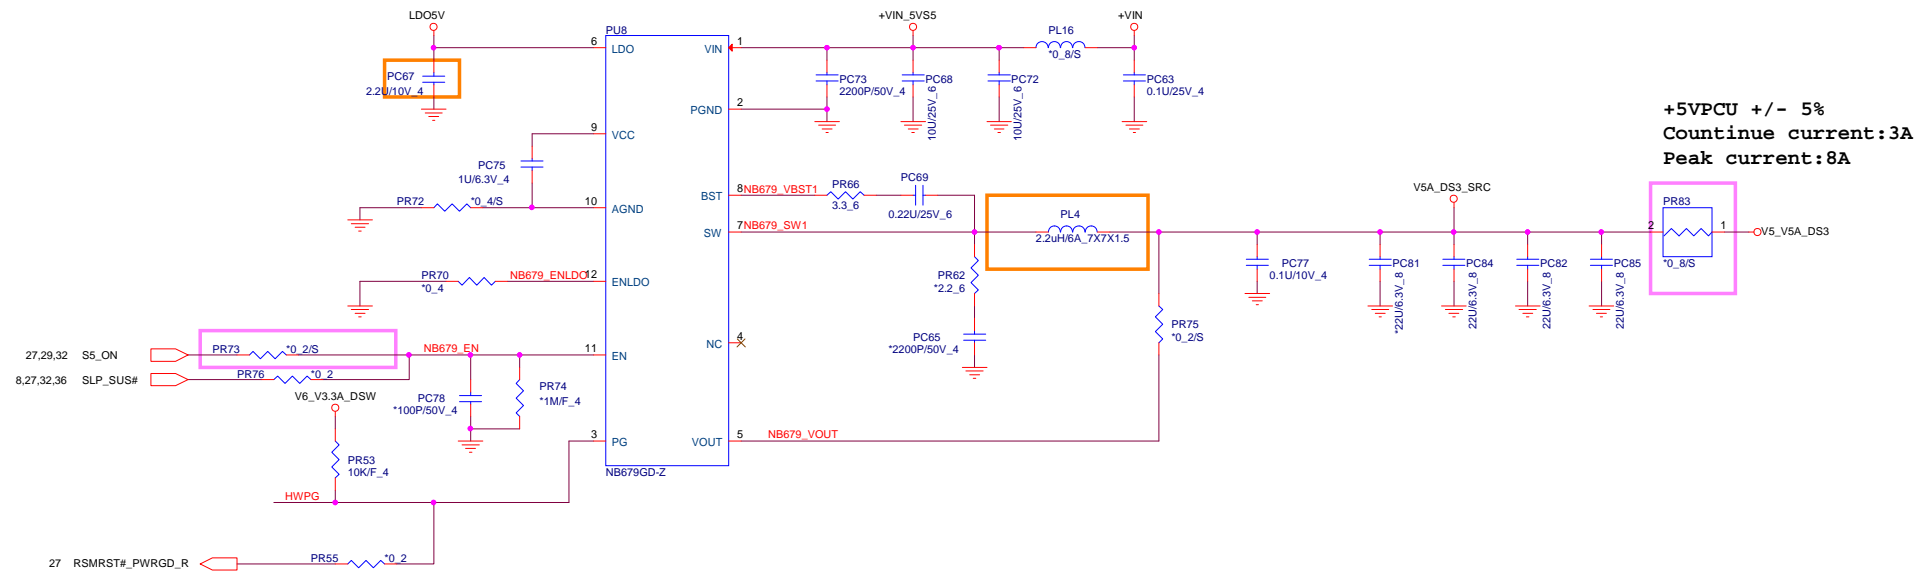 LDO5V
+VIN_5VS5
+VIN
PU8
PL16
*0_8/S
6
LDO
VIN
1
PC67
2.2U/10V_4
PC73
2200P/50V_4
PC68
10U/25V_6
PC72
10U/25V_6
PC63
0.1U/25V_4
PGND
2
+5VPCU +/- 5%
Countinue current:3A
Peak current:8A
9
VCC
PC75
1U/6.3V_4
PR72
*0_4/S
10
AGND
BST
8
NB679_VBST1
PR66
3.3_6
PC69
0.22U/25V_6
SW
7
NB679_SW1
PL4
2.2uH/6A_7X7X1.5
V5A_DS3_SRC
PR83
2
1
*0_8/S
V5_V5A_DS3
PR70
*0_4
NB679_ENLDO
12
ENLDO
PR62
*2.2_6
PC77
0.1U/10V_4
PC81
*22U/6.3V_8
PC84
22U/6.3V_8
PC82
22U/6.3V_8
PC85
22U/6.3V_8
PC65
*2200P/50V_4
PR75
*0_2/S
NC
4
27,29,32 S5_ON
PR73
*0_2/S
NB679_EN
11
EN
8,27,32,36 SLP_SUS#
PR76
*0_2
V6_V3.3A_DSW
PC78
*100P/50V_4
PR74
*1M/F_4
3
PG
VOUT
5
NB679_VOUT
NB679GD-Z
PR53
10K/F_4
HWPG
27 RSMRST#_PWRGD_R
PR55
*0_2